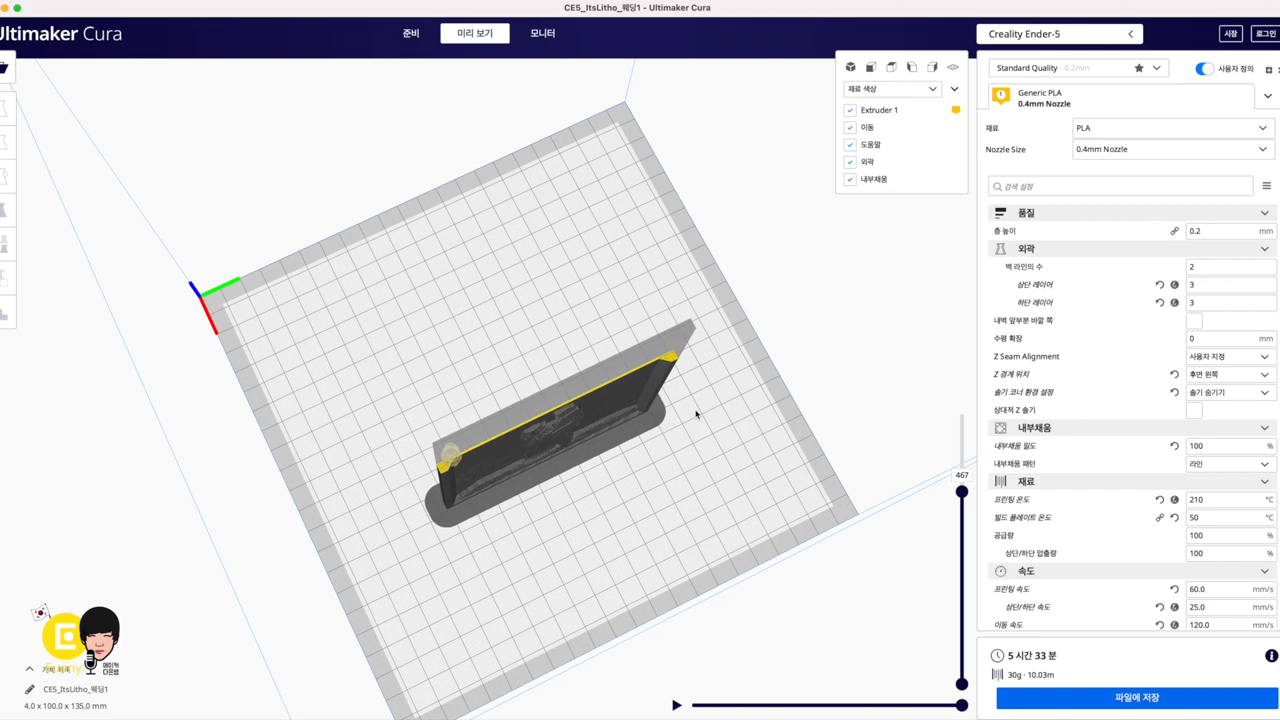 CE5_ItsLitho_웨딩1 - Ultimaker Cura
Ultimaker Cura
준비
미리 보기
모니터
Creality Ender-5
시장
로그인
재료 색상
Extruder 1
이동
도움말
외곽
내부채움
Standard Quality - 0.2mm
사용자 정의
1
Generic PLA
0.4mm Nozzle
재료
PLA
Nozzle Size
0.4mm Nozzle
검색 설정
품질
층 높이
0.2 mm
외곽
벽 라인의 수
2
상단 레이어
3
하단 레이어
3
내벽 앞부분 바깥 쪽
수평 확장
0 mm
Z Seam Alignment
사용자 지정
Z 경계 위치
후면 왼쪽
솔기 코너 환경 설정
솔기 숨기기
상대적 Z 솔기
내부채움
내부채움 밀도
100 %
내부채움 패턴
라인
재료
프린팅 온도
210 °C
빌드 플레이트 온도
50 °C
공급량
100 %
상단/하단 압출량
100 %
속도
프린팅 속도
60.0 mm/s
상단/하단 속도
25.0 mm/s
이동 속도
120.0 mm/s
467
5 시간 33 분
30g · 10.03m
파일에 저장
메이커
다은쌤
CE5_ItsLitho_웨딩1
4.0 x 100.0 x 135.0 mm